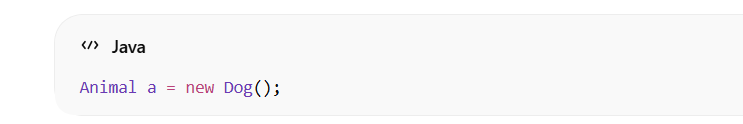 </> Java
Animal a = new Dog();